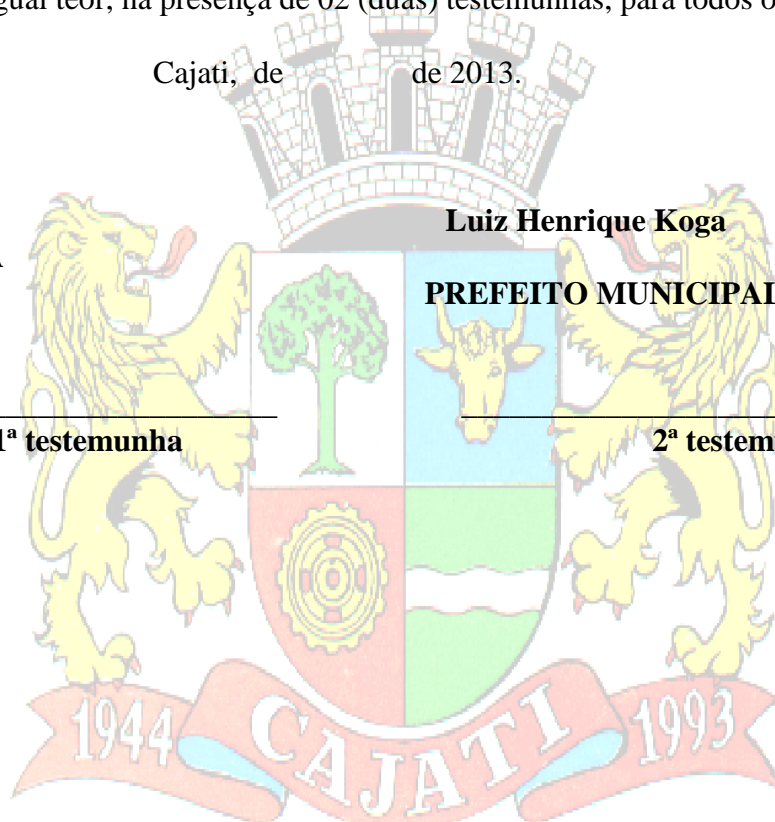 gual teor, na presença de 02 (duas) testemunhas, para todos o
Cajati, de de 2013.
Luiz Henrique Koga
A
PREFEITO MUNICIPAL
1ª testemunha
2ª testem
1944 CAJATI 1993